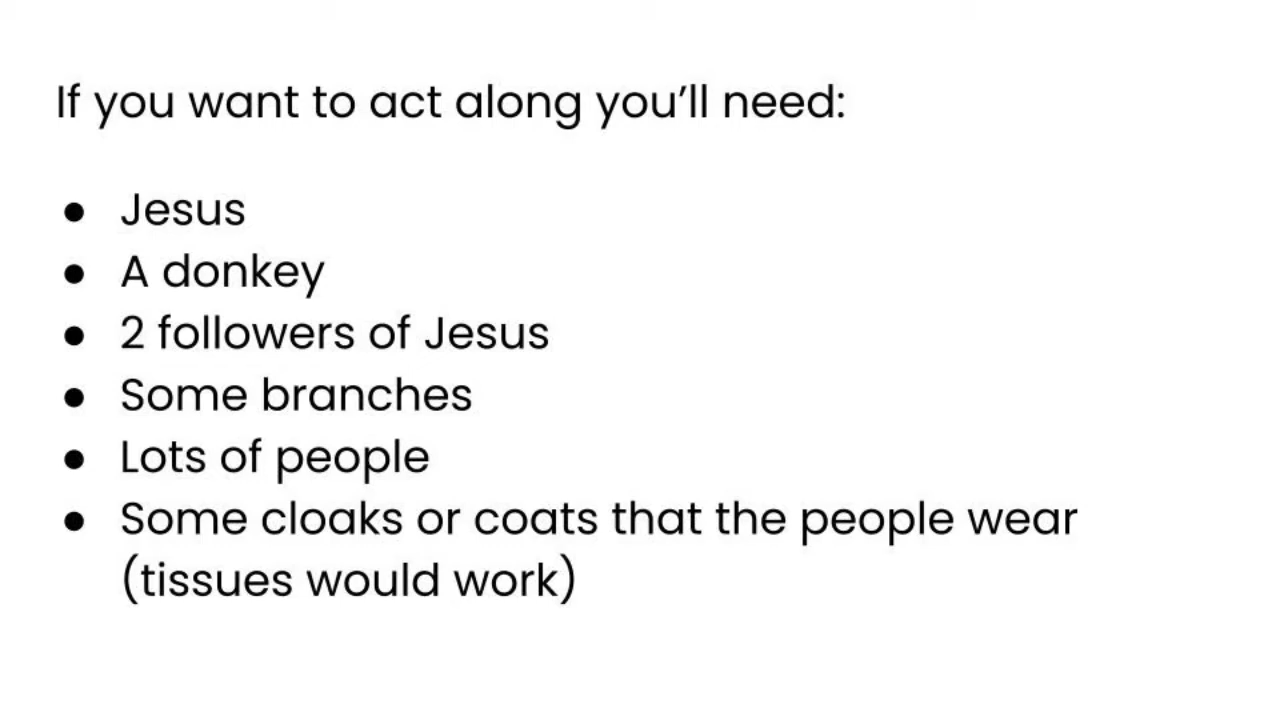 If you want to act along you’ll need:
● Jesus
● A donkey
● 2 followers of Jesus
● Some branches
● Lots of people
● Some cloaks or coats that the people wear
(tissues would work)